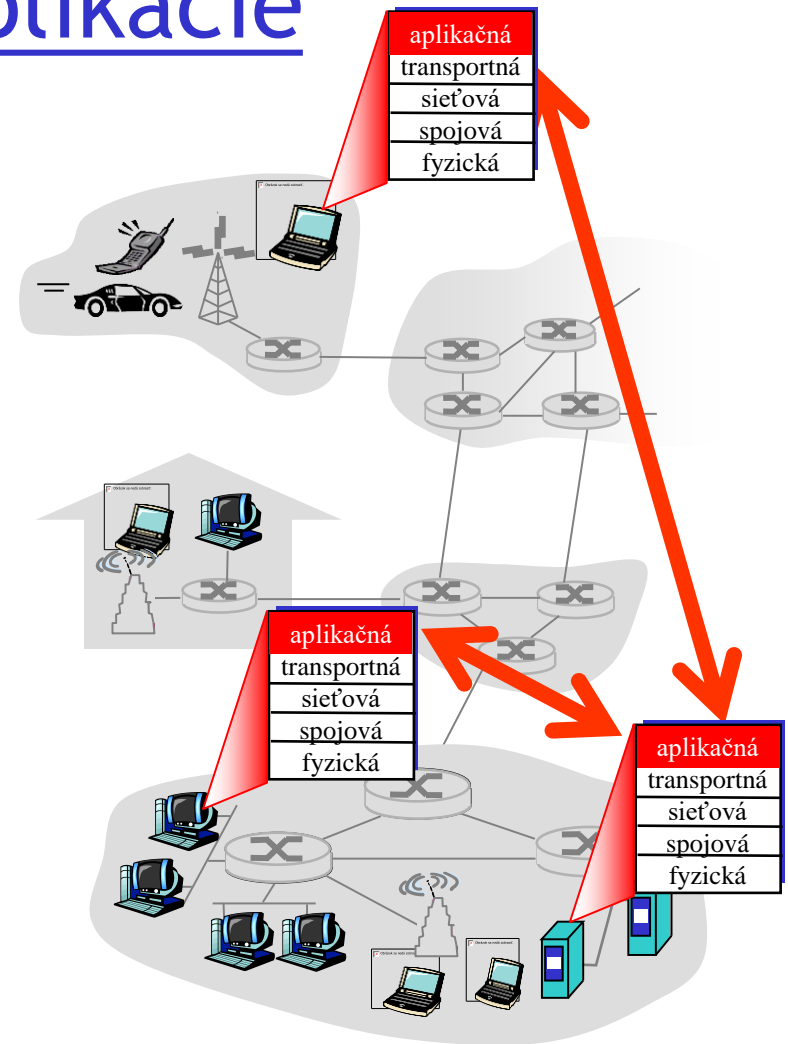 plikácie
aplikačná
transportná
sieťová
spojová
fyzická
aplikačná
transportná
sieťová
spojová
fyzická
aplikačná
transportná
sieťová
spojová
fyzická